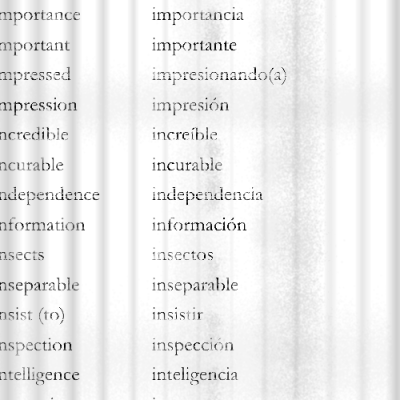 mportance importancia
mportant importante
mpressed impresionando(a)
mpression impresión
ncredible increíble
ncurable incurable
ndependence independencia
nformation información
nsects insectos
nseparable inseparable
nsist (to) insistir
nspection inspección
ntelligence inteligencia